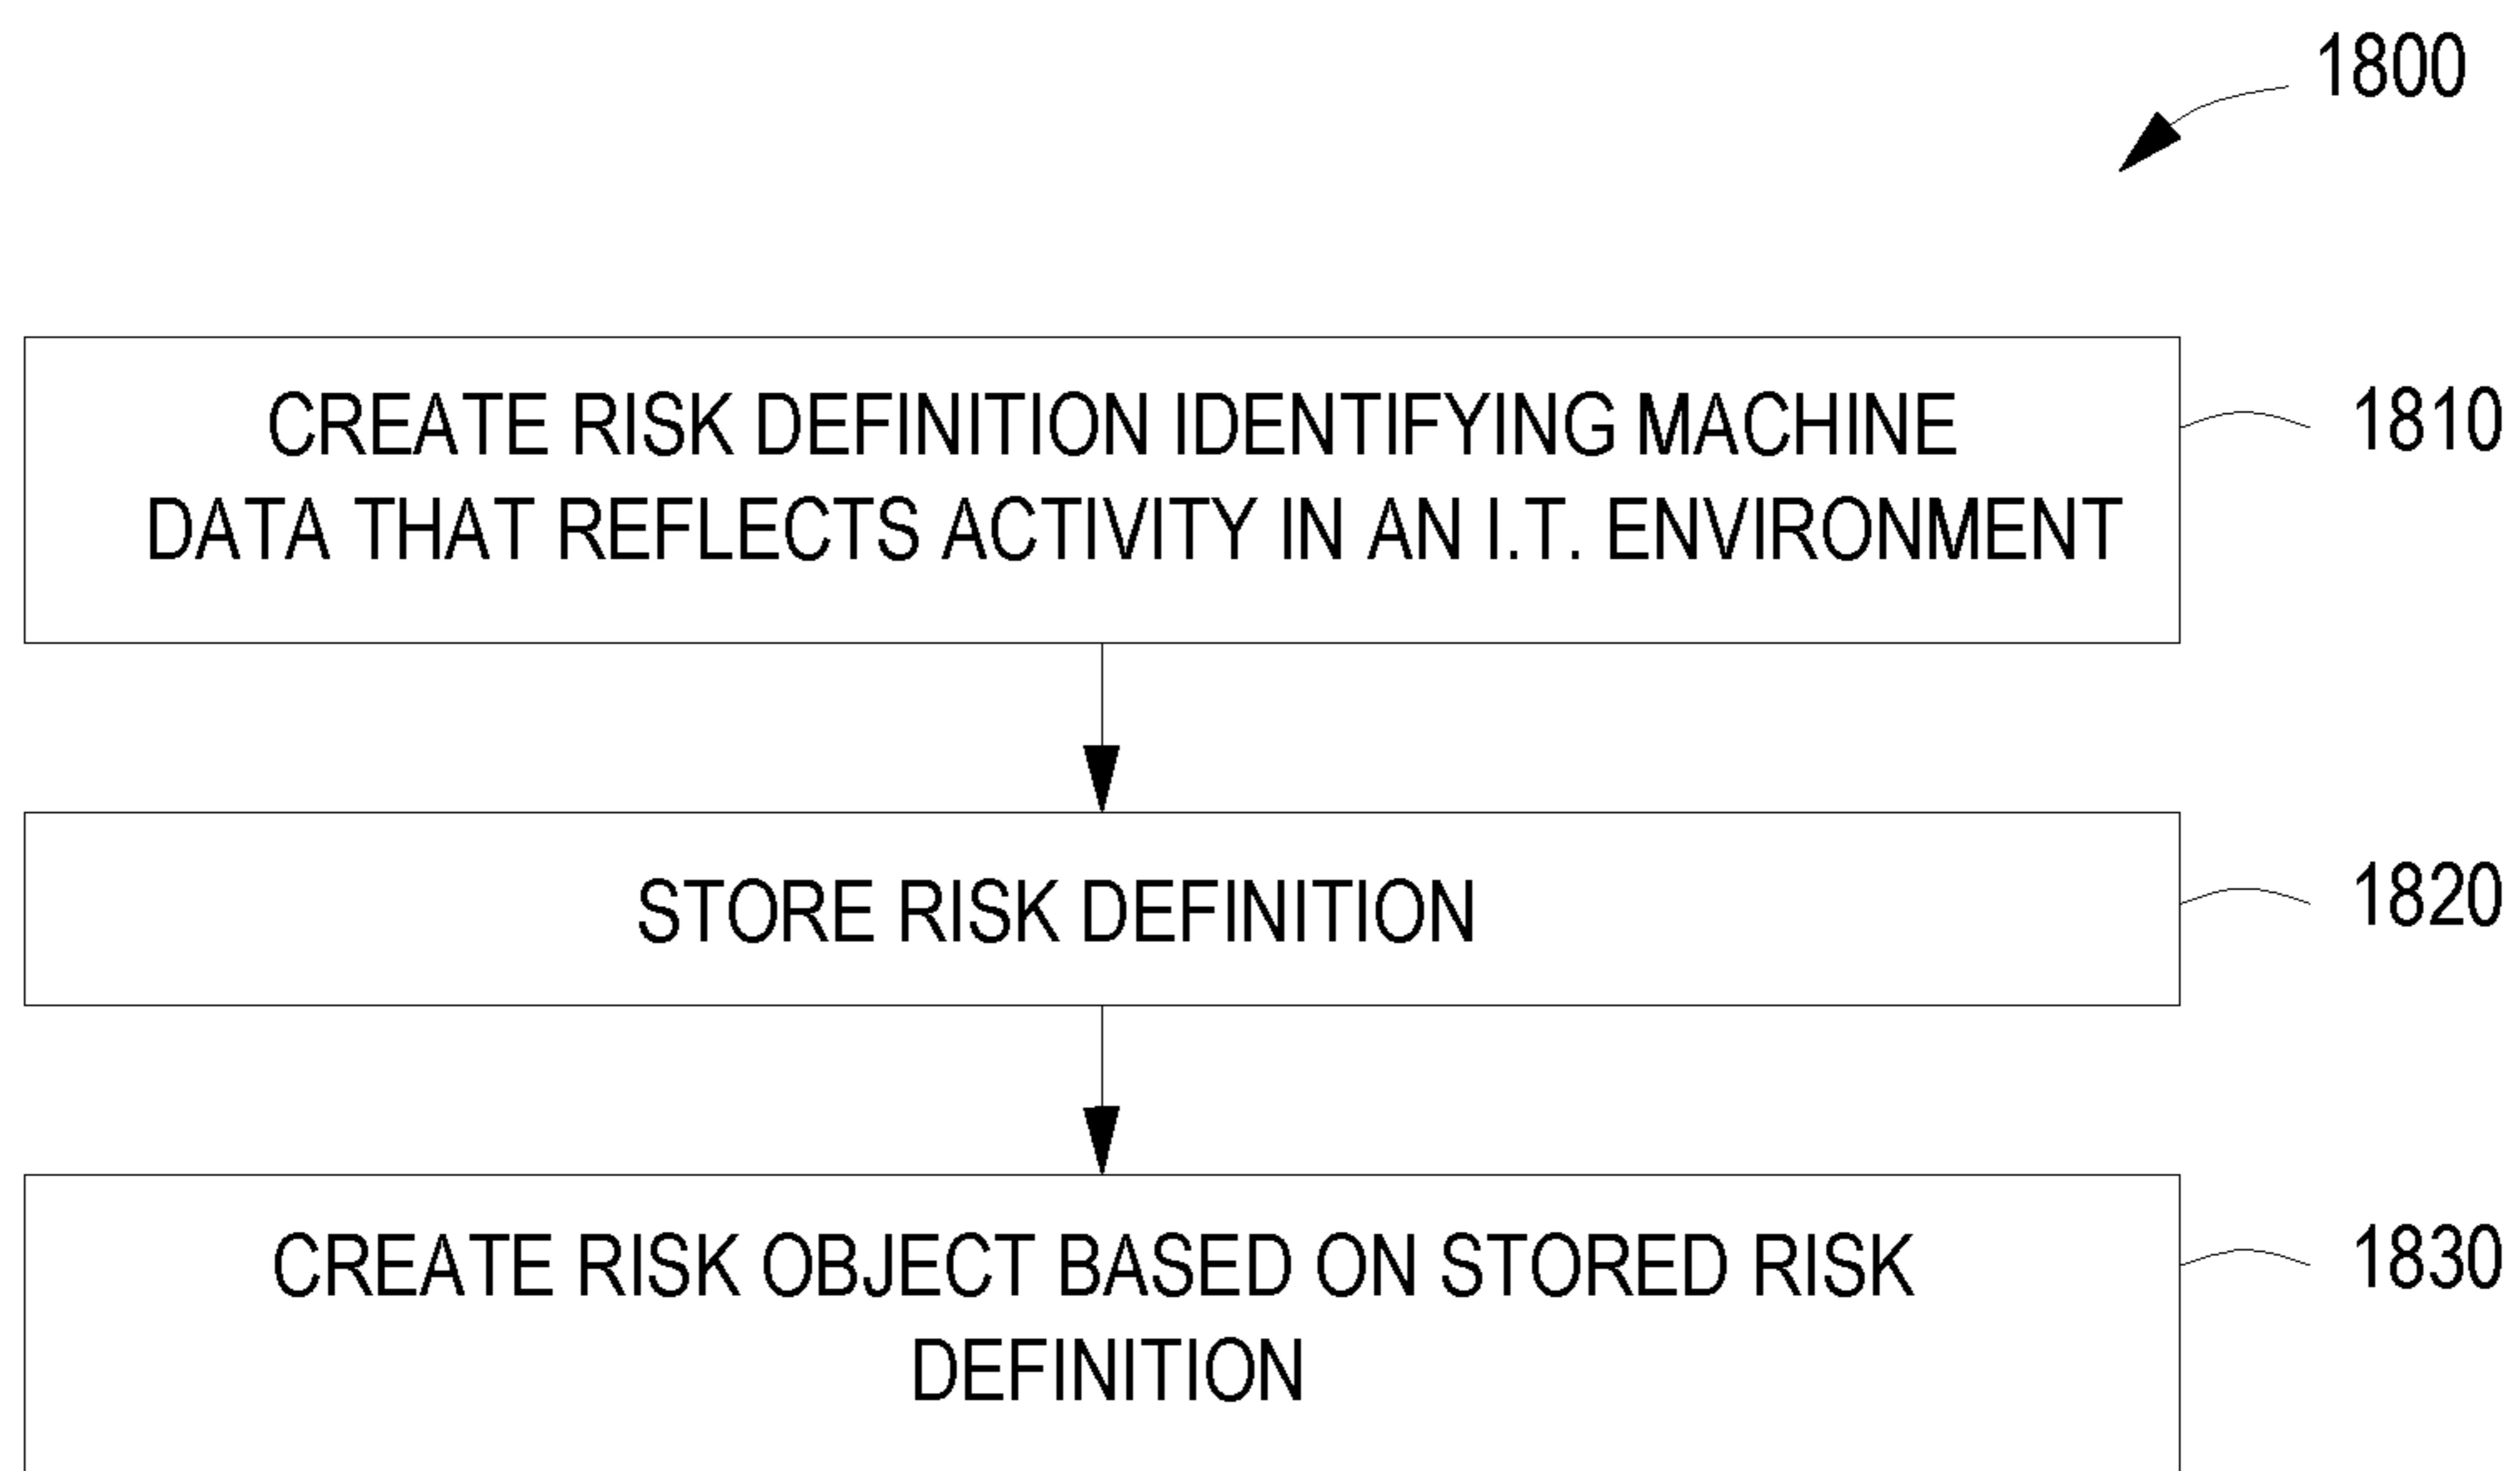 1800
CREATE RISK DEFINITION IDENTIFYING MACHINE
DATA THAT REFLECTS ACTIVITY IN AN I.T. ENVIRONMENT
1810
STORE RISK DEFINITION
1820
CREATE RISK OBJECT BASED ON STORED RISK
DEFINITION
1830